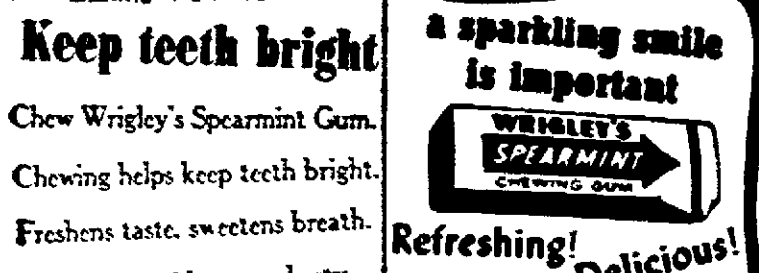 Keep teeth bright
Chew Wrigley's Spearmint Gum.
Chewing helps keep teeth bright.
Freshens taste, sweetens breath.
a sparkling smile
is important
WRIGLEY'S
SPEARMINT
CHEWING GUM
Refreshing!
Delicious!